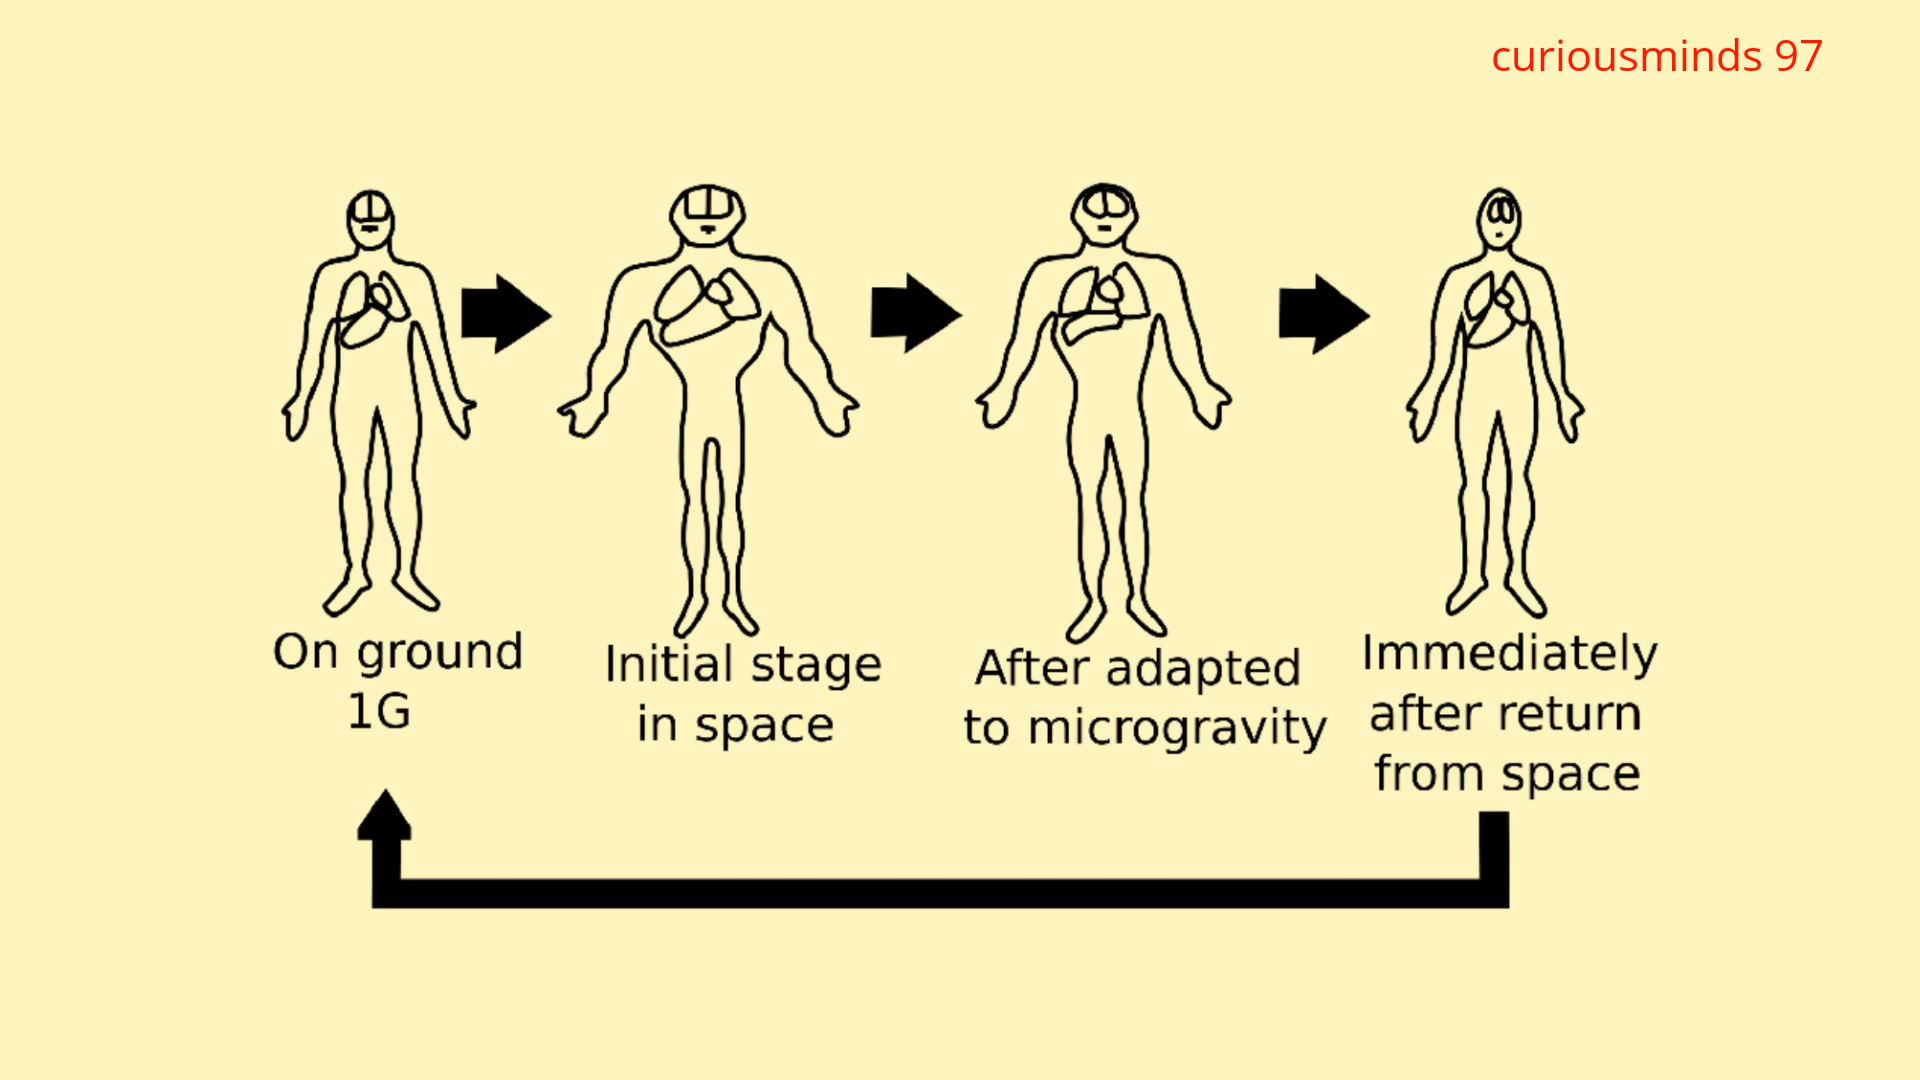 curiousminds 97
On ground
1G
Initial stage
in space
After adapted
to microgravity
Immediately
after return
from space